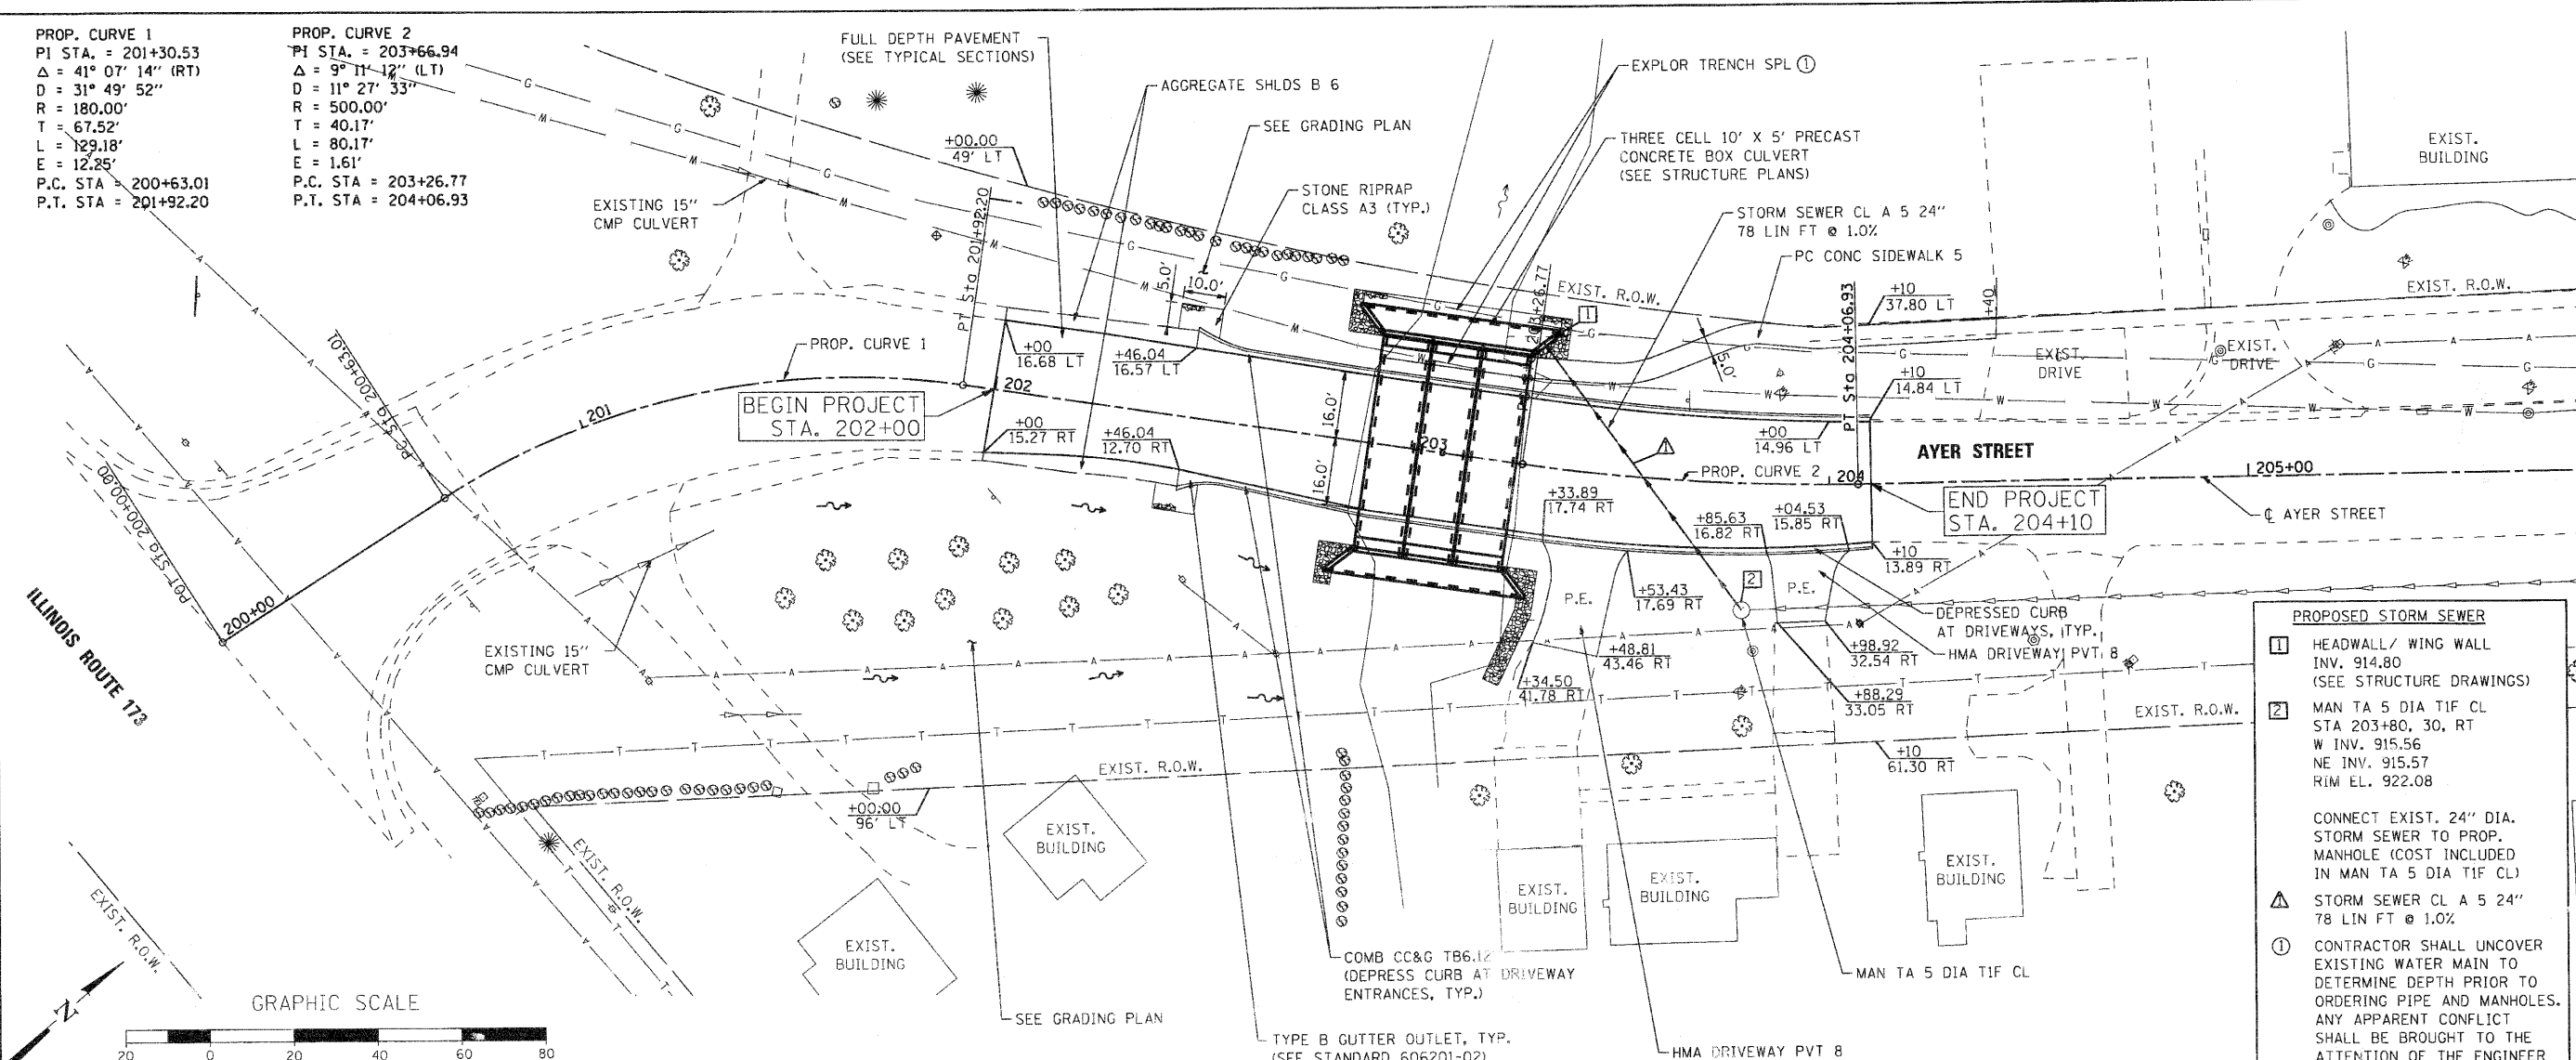 PROP. CURVE 1
PI STA. = 201+30.53
Δ = 41° 07' 14" (RT)
D = 31° 49' 52"
R = 180.00'
T = 67.52'
L = 129.18'
E = 12.25'
P.C. STA = 200+63.01
P.T. STA = 201+92.20
PROP. CURVE 2
PI STA. = 203+66.94
Δ = 9° 11' 12" (LT)
D = 11° 27' 33"
R = 500.00'
T = 40.17'
L = 80.17'
E = 1.61'
P.C. STA = 203+26.77
P.T. STA = 204+06.93
FULL DEPTH PAVEMENT
(SEE TYPICAL SECTIONS)
AGGREGATE SHLDS B 6
SEE GRADING PLAN
+00.00
49' LT
STONE RIPRAP
CLASS A3 (TYP.)
EXISTING 15"
CMP CULVERT
EXPLOR TRENCH SPL ①
THREE CELL 10' X 5' PRECAST
CONCRETE BOX CULVERT
(SEE STRUCTURE PLANS)
STORM SEWER CL A 5 24"
78 LIN FT @ 1.0%
PC CONC SIDEWALK 5
EXIST.
BUILDING
EXIST. R.O.W.
EXIST. R.O.W.
PT Sta 201+92.20
5.0'
10.0'
203+26.77
1
5.0'
PT Sta 204+06.93
+10
37.80 LT
+40
EXIST.
DRIVE
EXIST.
DRIVE
PROP. CURVE 1
+00
16.68 LT
+46.04
16.57 LT
+10
14.84 LT
PC Sta 200+63.01
201
202
BEGIN PROJECT
STA. 202+00
+00
15.27 RT
+46.04
12.70 RT
16.0'
16.0'
203
+00
14.96 LT
PROP. CURVE 2
204
AYER STREET
205+00
END PROJECT
STA. 204+10
℄ AYER STREET
POT Sta 200+00.00
200+00
ILLINOIS ROUTE 173
+33.89
17.74 RT
+85.63
16.82 RT
+04.53
15.85 RT
+10
13.89 RT
+53.43
17.69 RT
2
P.E.
P.E.
DEPRESSED CURB
AT DRIVEWAYS, TYP.
HMA DRIVEWAY PVT 8
+98.92
32.54 RT
+48.81
43.46 RT
+34.50
41.78 RT
+88.29
33.05 RT
EXISTING 15"
CMP CULVERT
EXIST. R.O.W.
EXIST. R.O.W.
+10
61.30 RT
+00.00
96' LT
EXIST. R.O.W.
EXIST. R.O.W.
EXIST.
BUILDING
EXIST.
BUILDING
EXIST.
BUILDING
EXIST.
BUILDING
EXIST.
BUILDING
COMB CC&G TB6.12
(DEPRESS CURB AT DRIVEWAY
ENTRANCES, TYP.)
MAN TA 5 DIA T1F CL
SEE GRADING PLAN
TYPE B GUTTER OUTLET, TYP.
(SEE STANDARD 606201-02)
HMA DRIVEWAY PVT 8
N
GRAPHIC SCALE
20 0 20 40 60 80
PROPOSED STORM SEWER
1 HEADWALL/ WING WALL
INV. 914.80
(SEE STRUCTURE DRAWINGS)
2 MAN TA 5 DIA T1F CL
STA 203+80, 30, RT
W INV. 915.56
NE INV. 915.57
RIM EL. 922.08
CONNECT EXIST. 24" DIA.
STORM SEWER TO PROP.
MANHOLE (COST INCLUDED
IN MAN TA 5 DIA T1F CL)
1 STORM SEWER CL A 5 24"
78 LIN FT @ 1.0%
① CONTRACTOR SHALL UNCOVER
EXISTING WATER MAIN TO
DETERMINE DEPTH PRIOR TO
ORDERING PIPE AND MANHOLES.
ANY APPARENT CONFLICT
SHALL BE BROUGHT TO THE
ATTENTION OF THE ENGINEER